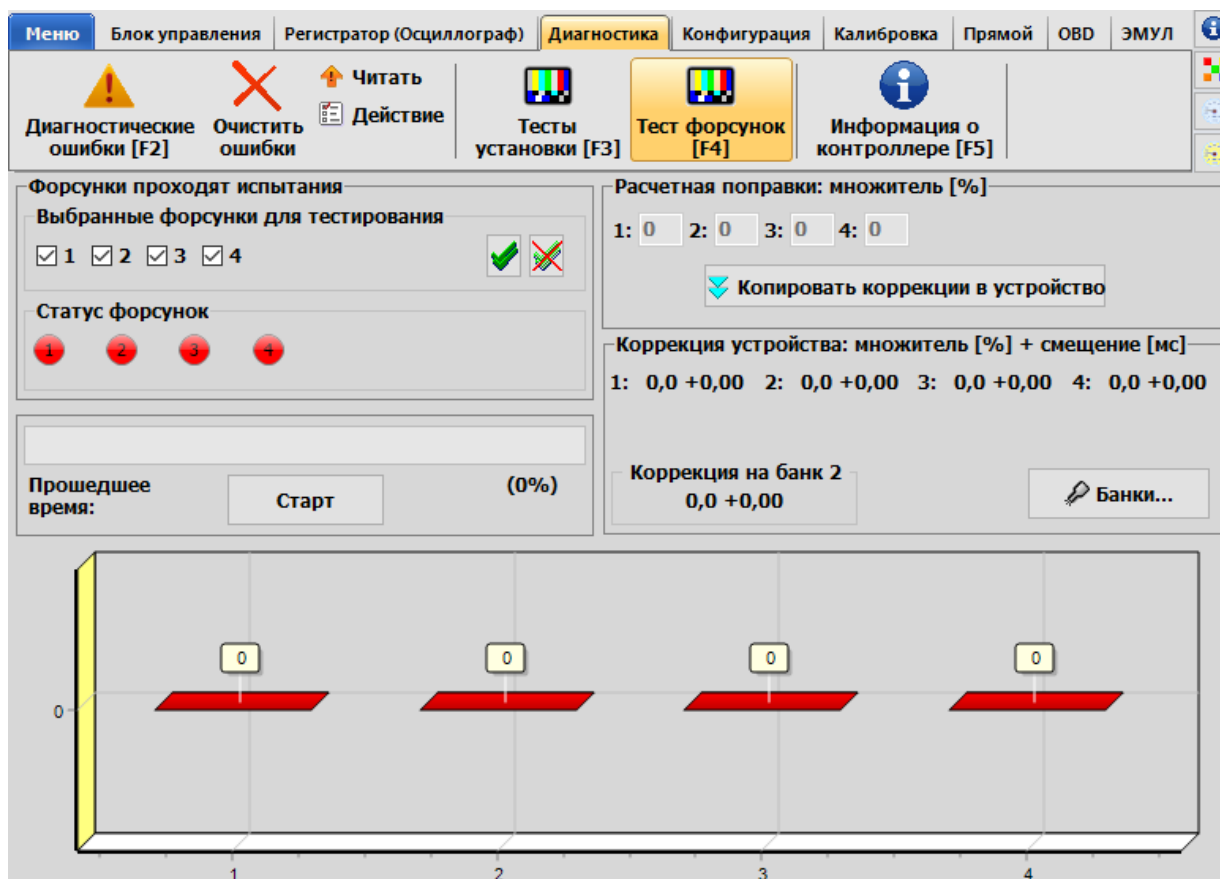 Меню Блок управления Регистратор (Осциллограф) Диагностика Конфигурация Калибровка Прямой OBD ЭМУЛ
Диагностические
ошибки [F2]
Очистить
ошибки
Читать
Действие
Тесты
установки [F3]
Тест форсунок
[F4]
Информация о
контроллере [F5]
Форсунки проходят испытания
Выбранные форсунки для тестирования
1 2 3 4
Статус форсунок
1 2 3 4
Прошедшее
время:
Старт
(0%)
Расчетная поправки: множитель [%]
1: 0 2: 0 3: 0 4: 0
Копировать коррекции в устройство
Коррекция устройства: множитель [%] + смещение [мс]
1: 0,0 +0,00 2: 0,0 +0,00 3: 0,0 +0,00 4: 0,0 +0,00
Коррекция на банк 2
0,0 +0,00
Банки...
0 0 0 0
0
1 2 3 4